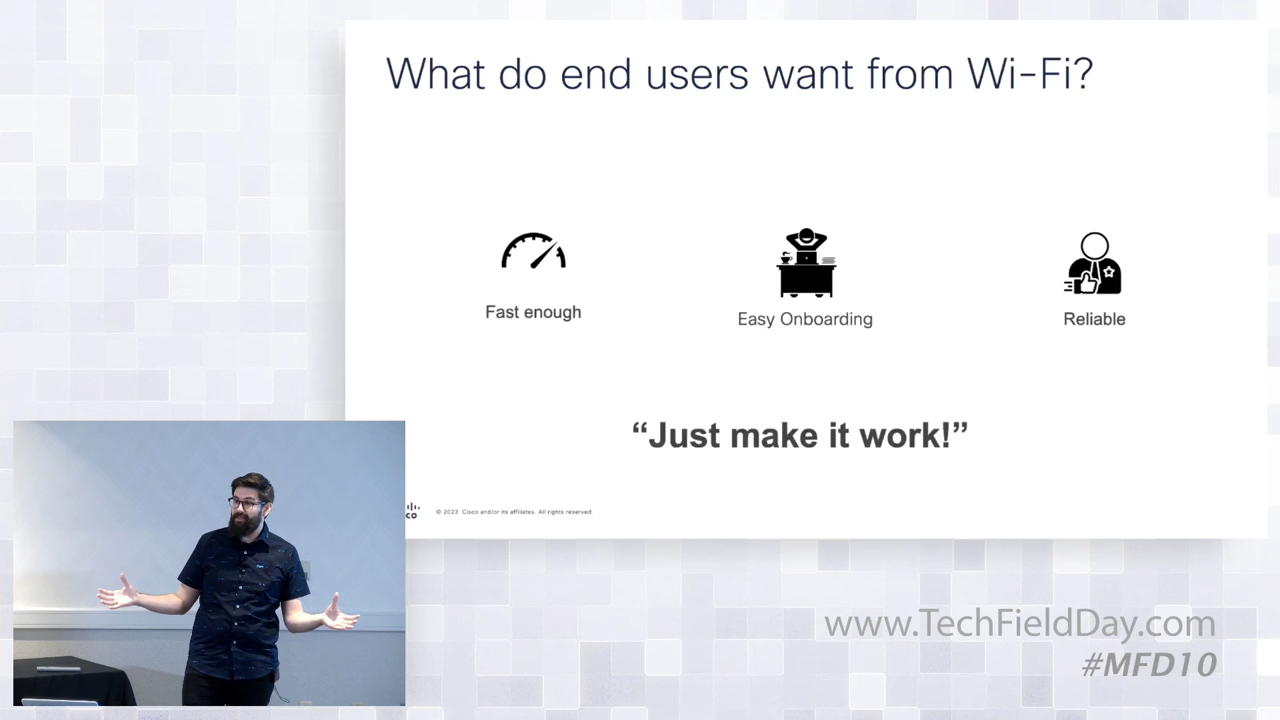 What do end users want from Wi-Fi?
Fast enough
Easy Onboarding
Reliable
“Just make it work!”
© 2023 Cisco and/or its affiliates. All rights reserved.
www.TechFieldDay.com
#MFD10